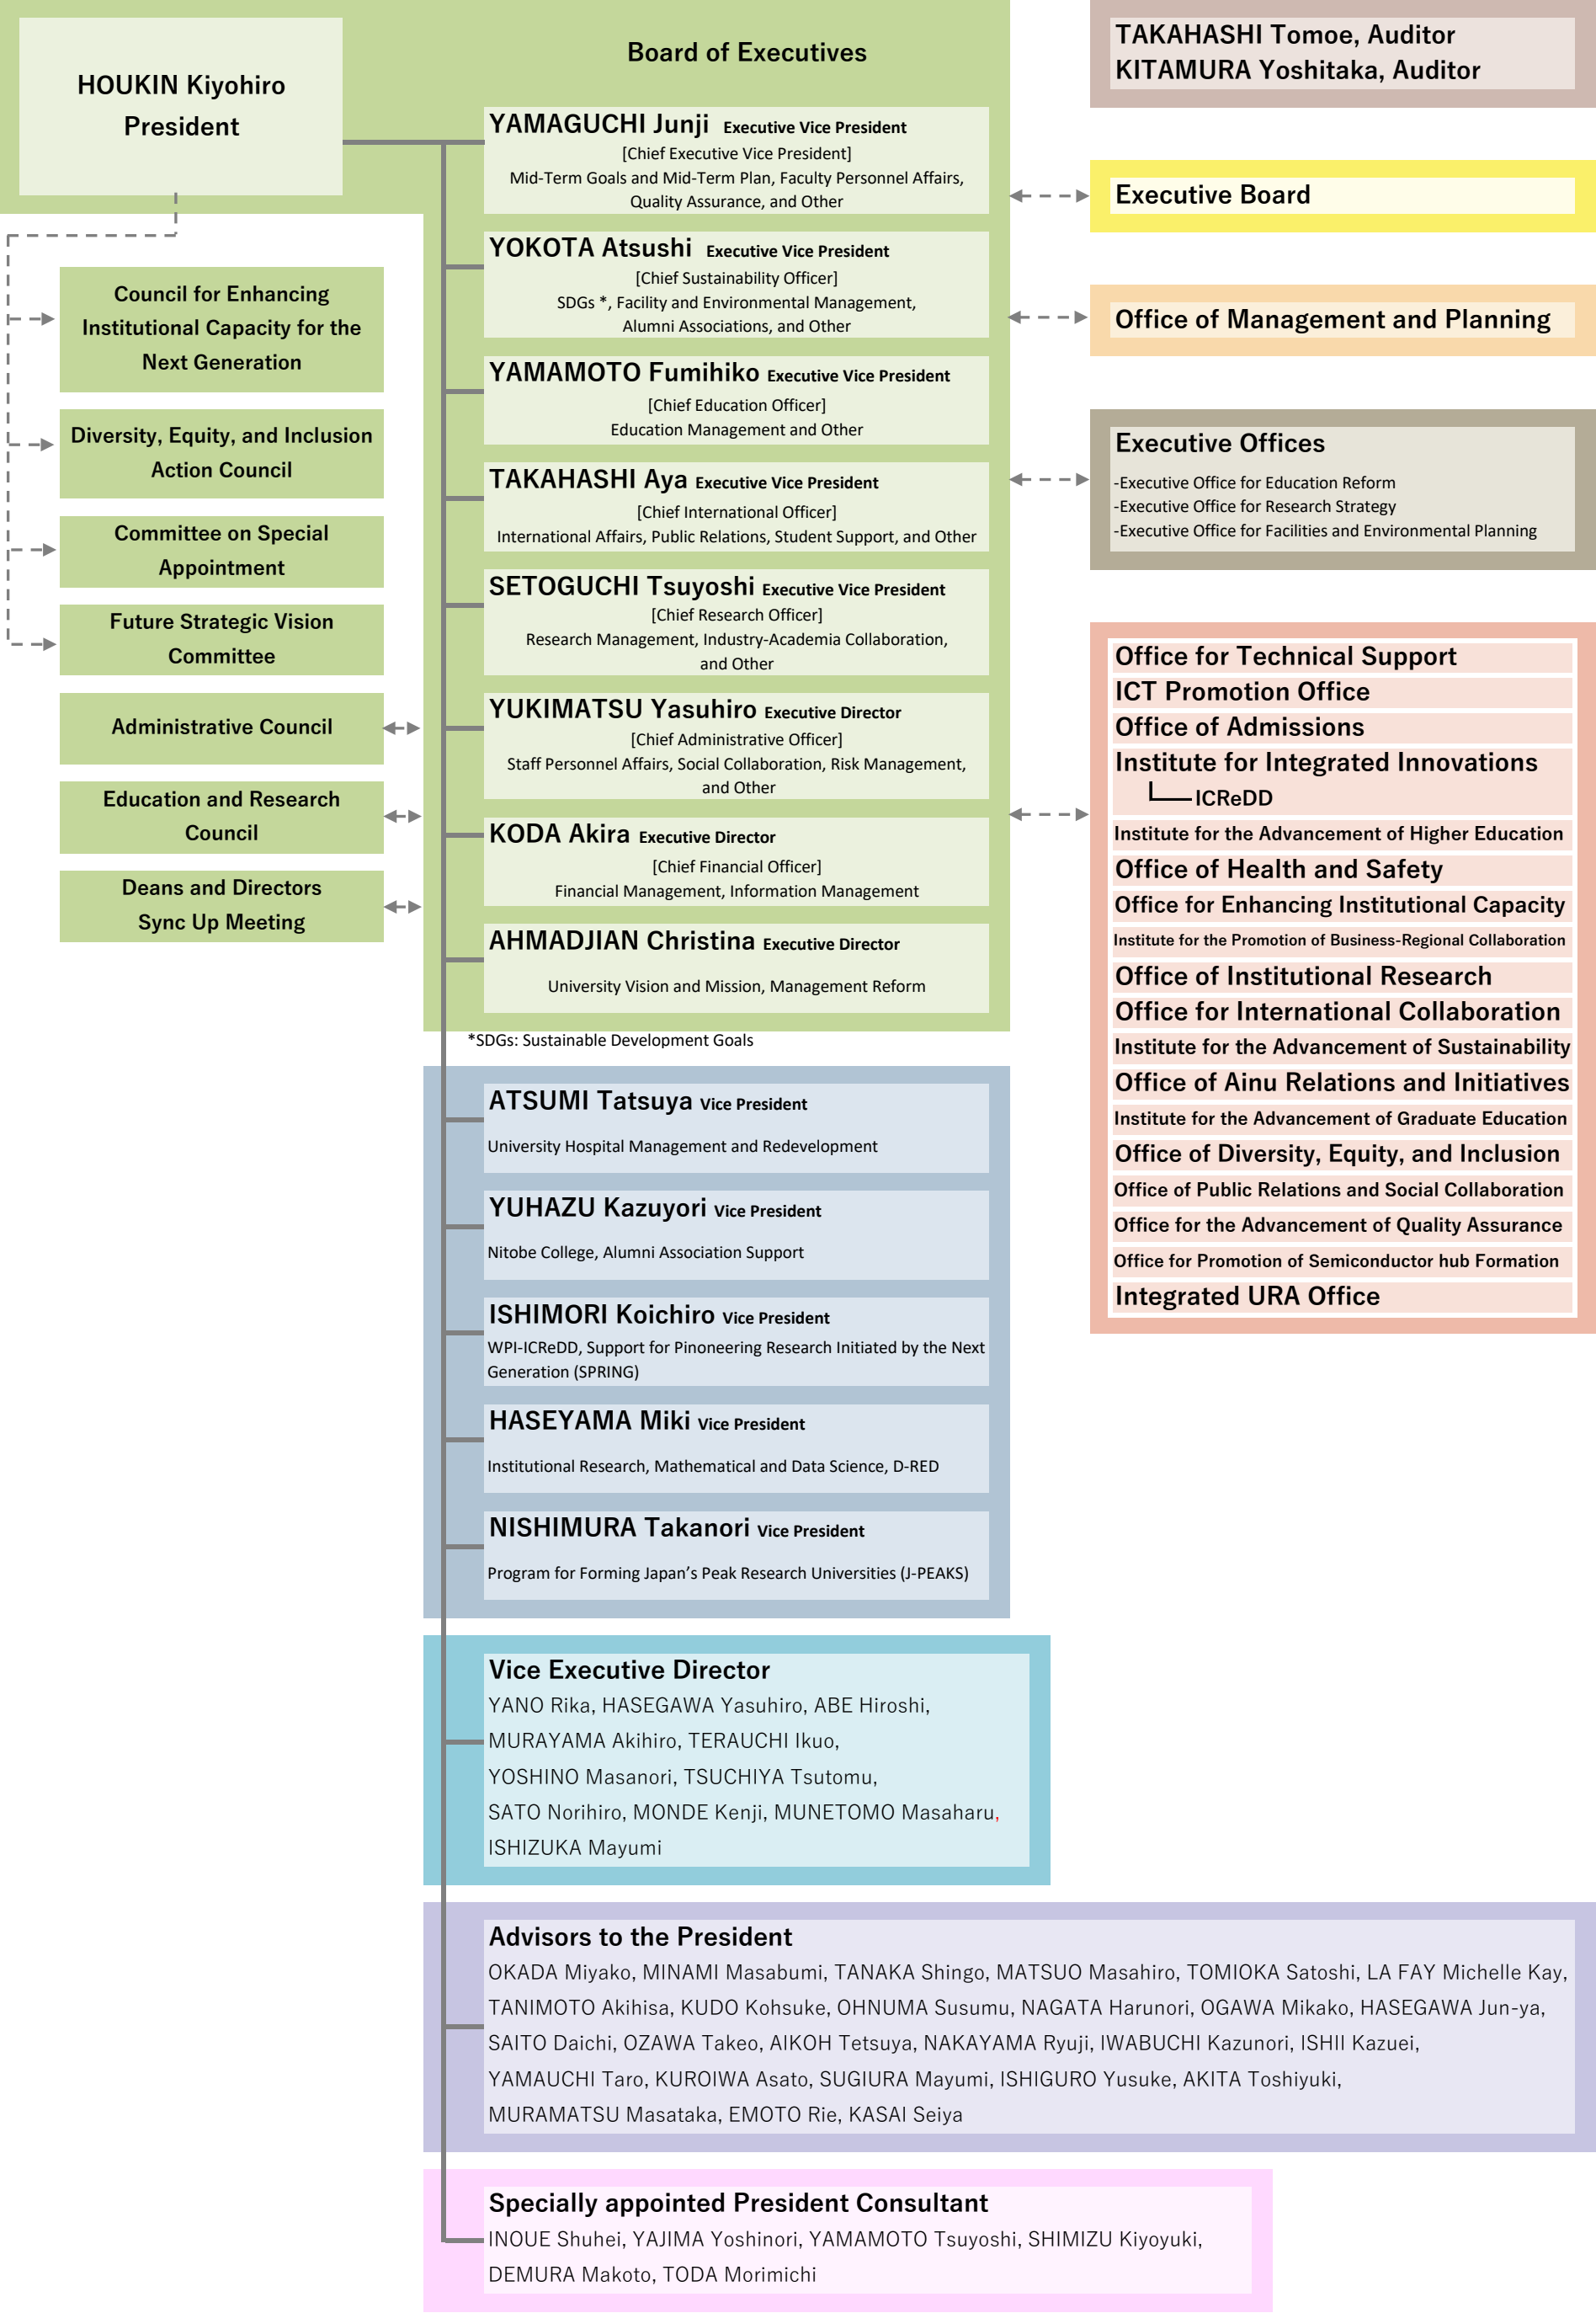 HOUKIN Kiyohiro
President
Board of Executives
YAMAGUCHI Junji Executive Vice President
[Chief Executive Vice President]
Mid-Term Goals and Mid-Term Plan, Faculty Personnel Affairs,
Quality Assurance, and Other
YOKOTA Atsushi Executive Vice President
[Chief Sustainability Officer]
SDGs *, Facility and Environmental Management,
Alumni Associations, and Other
YAMAMOTO Fumihiko Executive Vice President
[Chief Education Officer]
Education Management and Other
TAKAHASHI Aya Executive Vice President
[Chief International Officer]
International Affairs, Public Relations, Student Support, and Other
SETOGUCHI Tsuyoshi Executive Vice President
[Chief Research Officer]
Research Management, Industry-Academia Collaboration,
and Other
YUKIMATSU Yasuhiro Executive Director
[Chief Administrative Officer]
Staff Personnel Affairs, Social Collaboration, Risk Management,
and Other
KODA Akira Executive Director
[Chief Financial Officer]
Financial Management, Information Management
AHMADJIAN Christina Executive Director
University Vision and Mission, Management Reform
*SDGs: Sustainable Development Goals
Council for Enhancing
Institutional Capacity for the
Next Generation
Diversity, Equity, and Inclusion
Action Council
Committee on Special
Appointment
Future Strategic Vision
Committee
Administrative Council
Education and Research
Council
Deans and Directors
Sync Up Meeting
TAKAHASHI Tomoe, Auditor
KITAMURA Yoshitaka, Auditor
Executive Board
Office of Management and Planning
Executive Offices
-Executive Office for Education Reform
-Executive Office for Research Strategy
-Executive Office for Facilities and Environmental Planning
Office for Technical Support
ICT Promotion Office
Office of Admissions
Institute for Integrated Innovations
ICReDD
Institute for the Advancement of Higher Education
Office of Health and Safety
Office for Enhancing Institutional Capacity
Institute for the Promotion of Business-Regional Collaboration
Office of Institutional Research
Office for International Collaboration
Institute for the Advancement of Sustainability
Office of Ainu Relations and Initiatives
Institute for the Advancement of Graduate Education
Office of Diversity, Equity, and Inclusion
Office of Public Relations and Social Collaboration
Office for the Advancement of Quality Assurance
Office for Promotion of Semiconductor hub Formation
Integrated URA Office
ATSUMI Tatsuya Vice President
University Hospital Management and Redevelopment
YUHAZU Kazuyori Vice President
Nitobe College, Alumni Association Support
ISHIMORI Koichiro Vice President
WPI-ICReDD, Support for Pinoneering Research Initiated by the Next
Generation (SPRING)
HASEYAMA Miki Vice President
Institutional Research, Mathematical and Data Science, D-RED
NISHIMURA Takanori Vice President
Program for Forming Japan’s Peak Research Universities (J-PEAKS)
Vice Executive Director
YANO Rika, HASEGAWA Yasuhiro, ABE Hiroshi,
MURAYAMA Akihiro, TERAUCHI Ikuo,
YOSHINO Masanori, TSUCHIYA Tsutomu,
SATO Norihiro, MONDE Kenji, MUNETOMO Masaharu,
ISHIZUKA Mayumi
Advisors to the President
OKADA Miyako, MINAMI Masabumi, TANAKA Shingo, MATSUO Masahiro, TOMIOKA Satoshi, LA FAY Michelle Kay,
TANIMOTO Akihisa, KUDO Kohsuke, OHNUMA Susumu, NAGATA Harunori, OGAWA Mikako, HASEGAWA Jun-ya,
SAITO Daichi, OZAWA Takeo, AIKOH Tetsuya, NAKAYAMA Ryuji, IWABUCHI Kazunori, ISHII Kazuei,
YAMAUCHI Taro, KUROIWA Asato, SUGIURA Mayumi, ISHIGURO Yusuke, AKITA Toshiyuki,
MURAMATSU Masataka, EMOTO Rie, KASAI Seiya
Specially appointed President Consultant
INOUE Shuhei, YAJIMA Yoshinori, YAMAMOTO Tsuyoshi, SHIMIZU Kiyoyuki,
DEMURA Makoto, TODA Morimichi